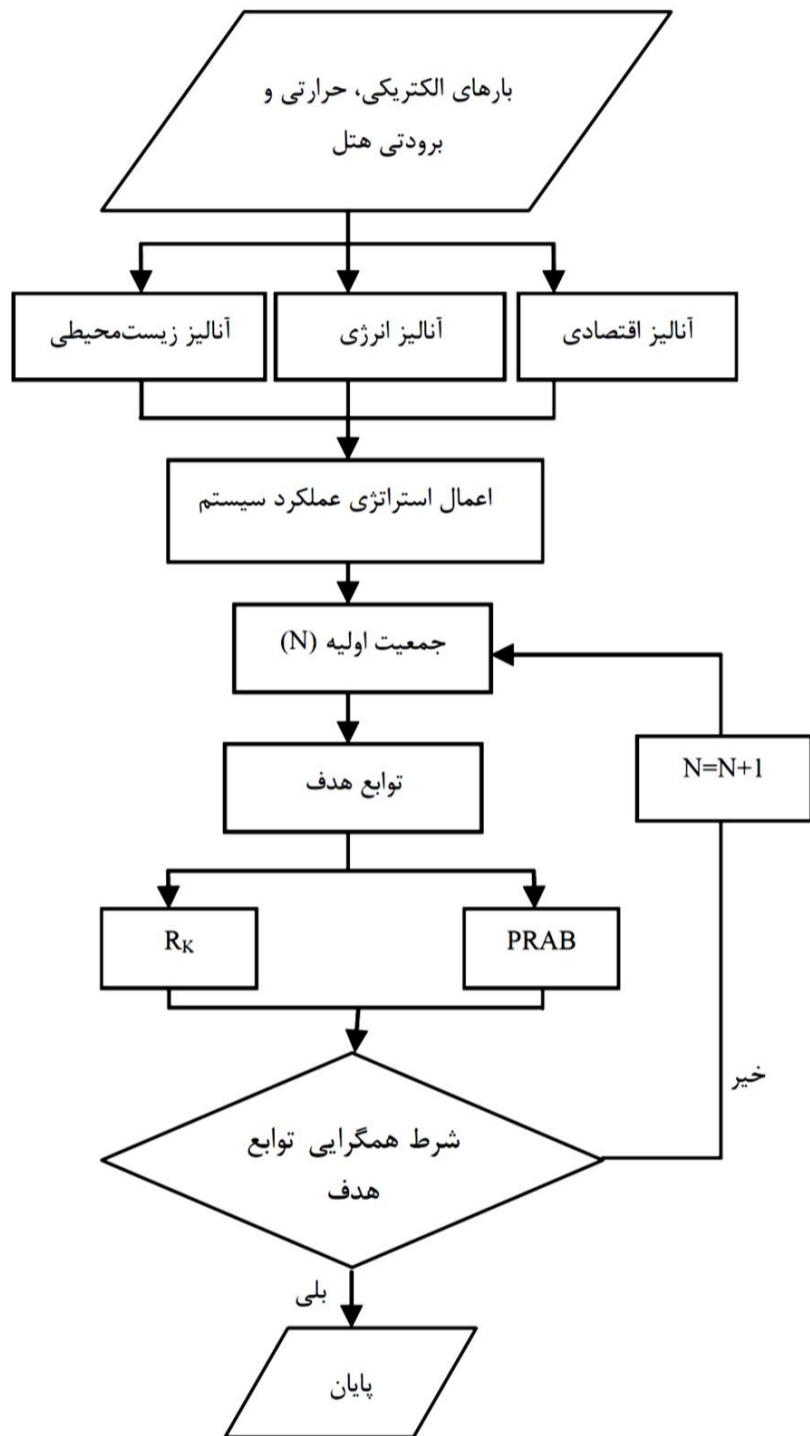 بارهای الکتریکی، حرارتی و
برودتی هتل
آنالیز اقتصادی
آنالیز انرژی
آنالیز زیست‌محیطی
اعمال استراتژی عملکرد سیستم
جمعیت اولیه (N)
N=N+1
توابع هدف
PRAB
R_K
خیر
شرط همگرایی توابع
هدف
بلی
پایان